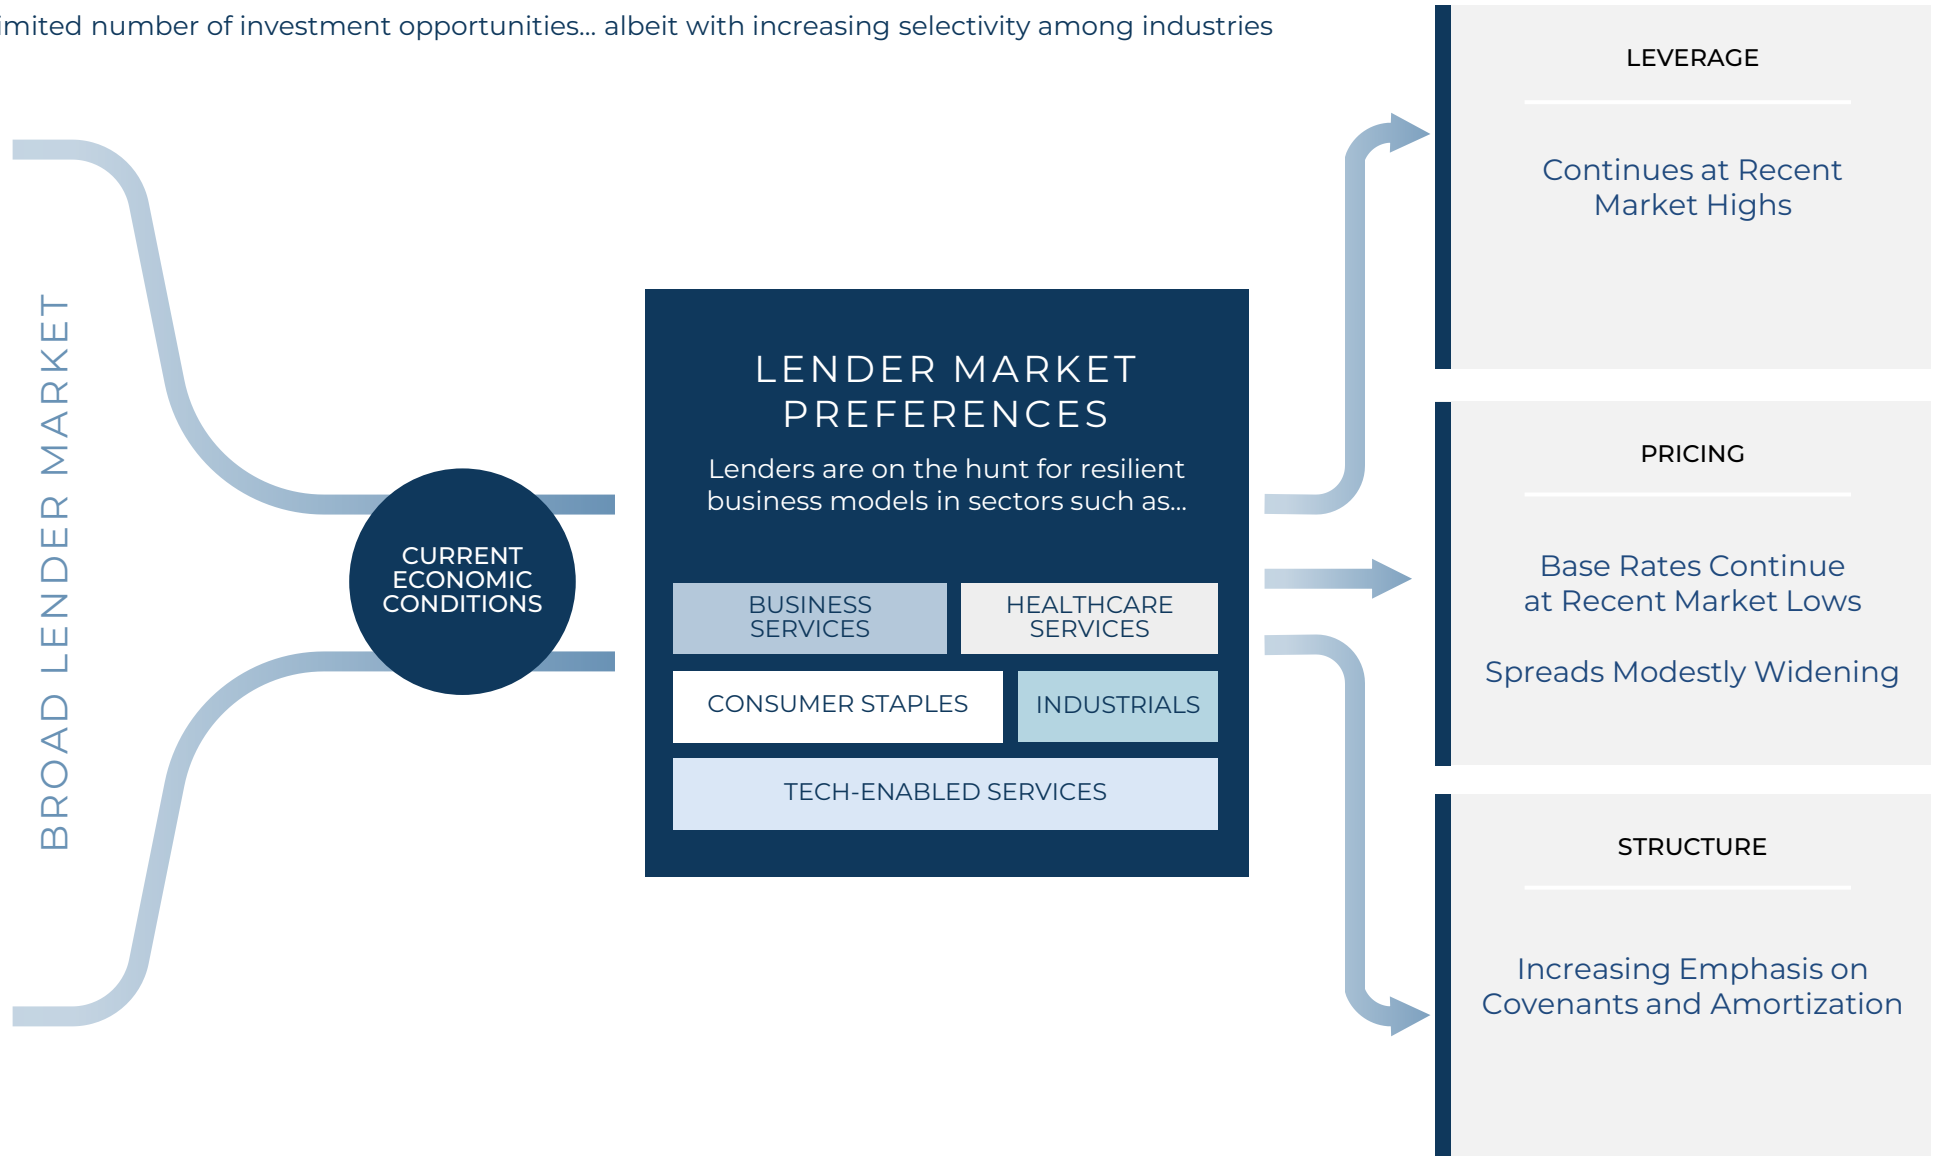 number of investment opportunities... albeit with increasing selectivity among industries
BROAD LENDER MARKET
CURRENT
ECONOMIC
CONDITIONS
LENDER MARKET
PREFERENCES
Lenders are on the hunt for resilient
business models in sectors such as...
BUSINESS
SERVICES
HEALTHCARE
SERVICES
CONSUMER STAPLES
INDUSTRIALS
TECH-ENABLED SERVICES
LEVERAGE
Continues at Recent
Market Highs
PRICING
Base Rates Continue
at Recent Market Lows
Spreads Modestly Widening
STRUCTURE
Increasing Emphasis on
Covenants and Amortization